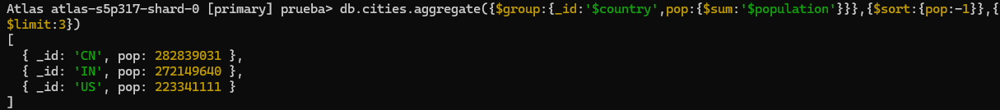 Atlas atlas-s5p317-shard-0 [primary] prueba> db.cities.aggregate({$group:{_id:'$country',pop:{$sum:'$population'}}},{$sort:{pop:-1}},{
$limit:3})
[
  { _id: 'CN', pop: 282839031 },
  { _id: 'IN', pop: 272149640 },
  { _id: 'US', pop: 223341111 }
]